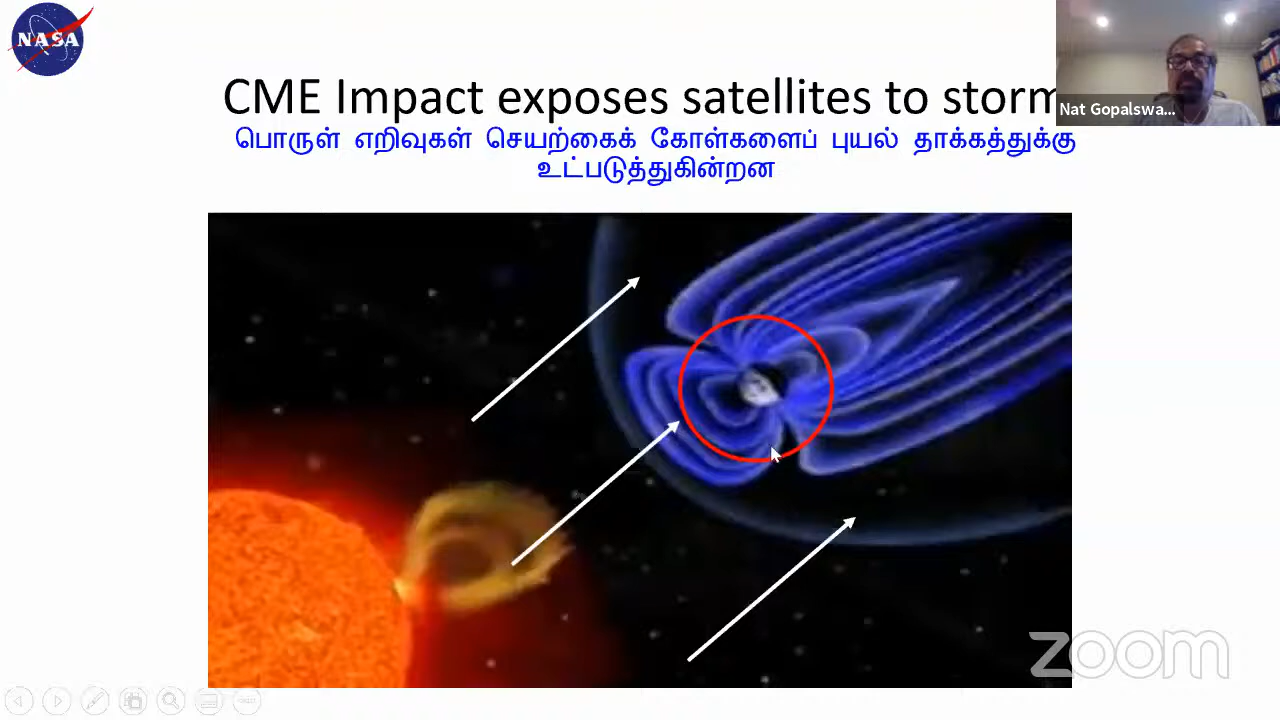 NASA
CME Impact exposes satellites to storm
பொருள் எறிவுகள் செயற்கைக் கோள்களைப் புயல் தாக்கத்துக்கு
உட்படுத்துகின்றன
Nat Gopalswa...
zoom